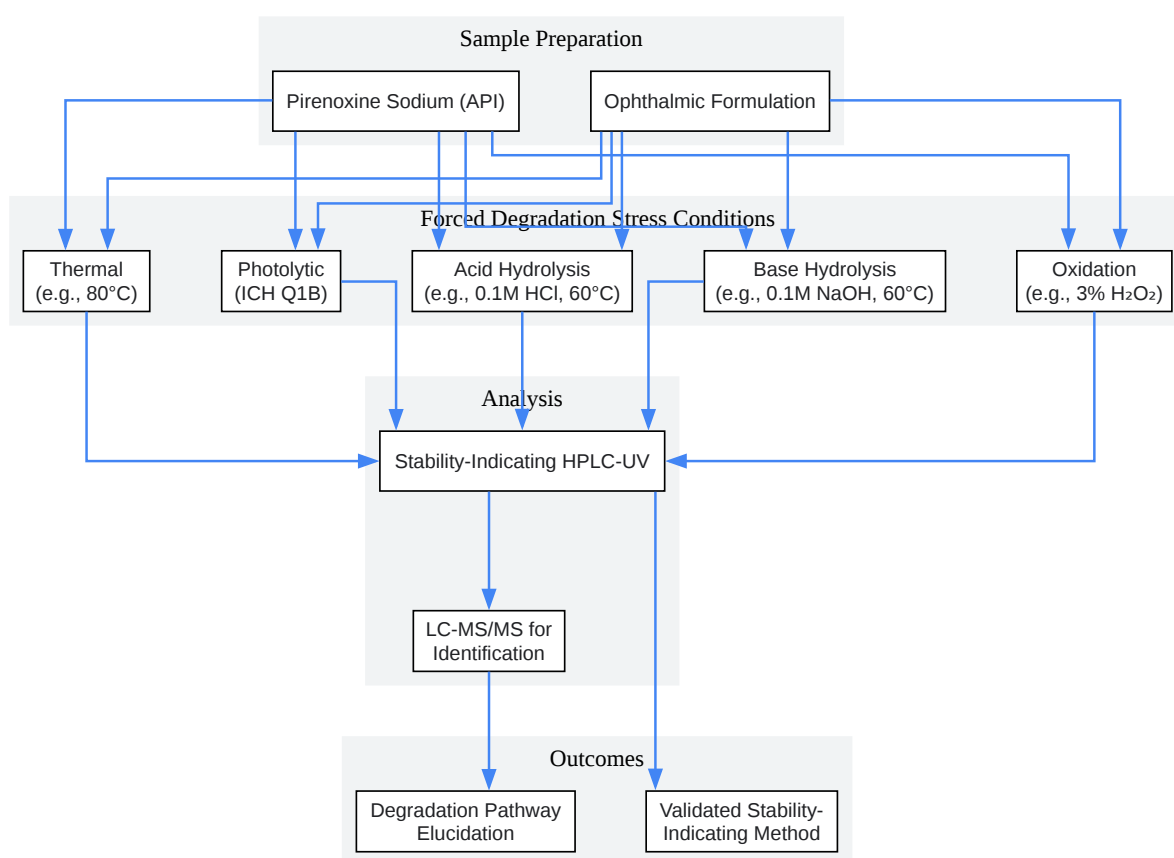 Sample Preparation
Pirenoxine Sodium (API)
Ophthalmic Formulation
Forced Degradation Stress Conditions
Thermal
(e.g., 80°C)
Photolytic
(ICH Q1B)
Acid Hydrolysis
(e.g., 0.1M HCl, 60°C)
Base Hydrolysis
(e.g., 0.1M NaOH, 60°C)
Oxidation
(e.g., 3% H₂O₂)
Analysis
Stability-Indicating HPLC-UV
LC-MS/MS for
Identification
Outcomes
Degradation Pathway
Elucidation
Validated Stability-
Indicating Method